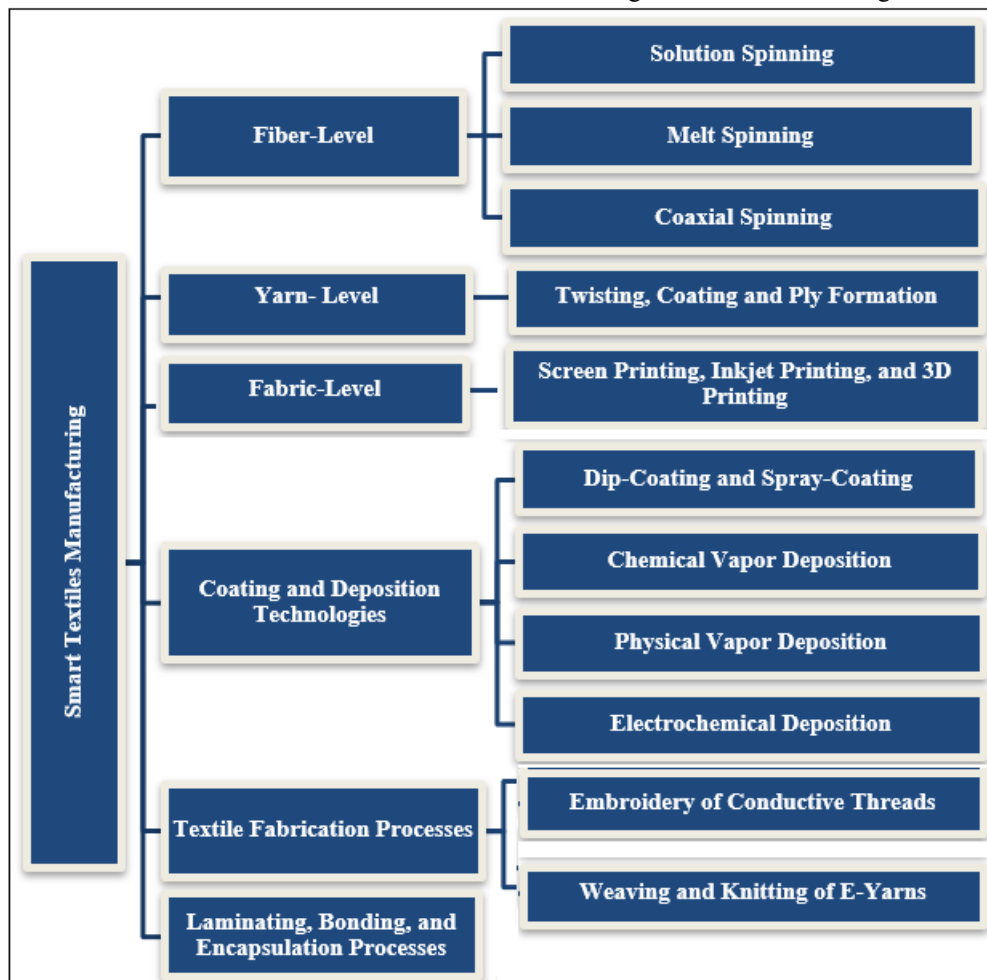 Smart Textiles Manufacturing
Fiber-Level
Solution Spinning
Melt Spinning
Coaxial Spinning
Yarn- Level
Twisting, Coating and Ply Formation
Fabric-Level
Screen Printing, Inkjet Printing, and 3D
Printing
Coating and Deposition
Technologies
Dip-Coating and Spray-Coating
Chemical Vapor Deposition
Physical Vapor Deposition
Electrochemical Deposition
Textile Fabrication Processes
Embroidery of Conductive Threads
Weaving and Knitting of E-Yarns
Laminating, Bonding, and
Encapsulation Processes